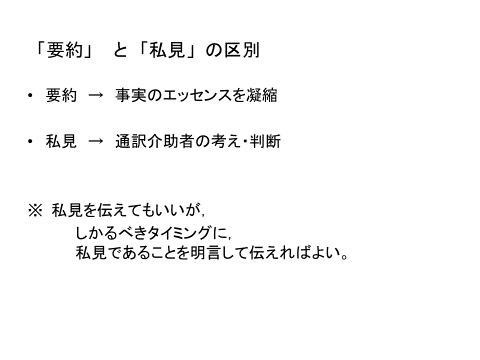 「要約」 と「私見」の区別
• 要約 → 事実のエッセンスを凝縮
• 私見 → 通訳介助者の考え・判断
※ 私見を伝えてもいいが,
しかるべきタイミングに,
私見であることを明言して伝えればよい。